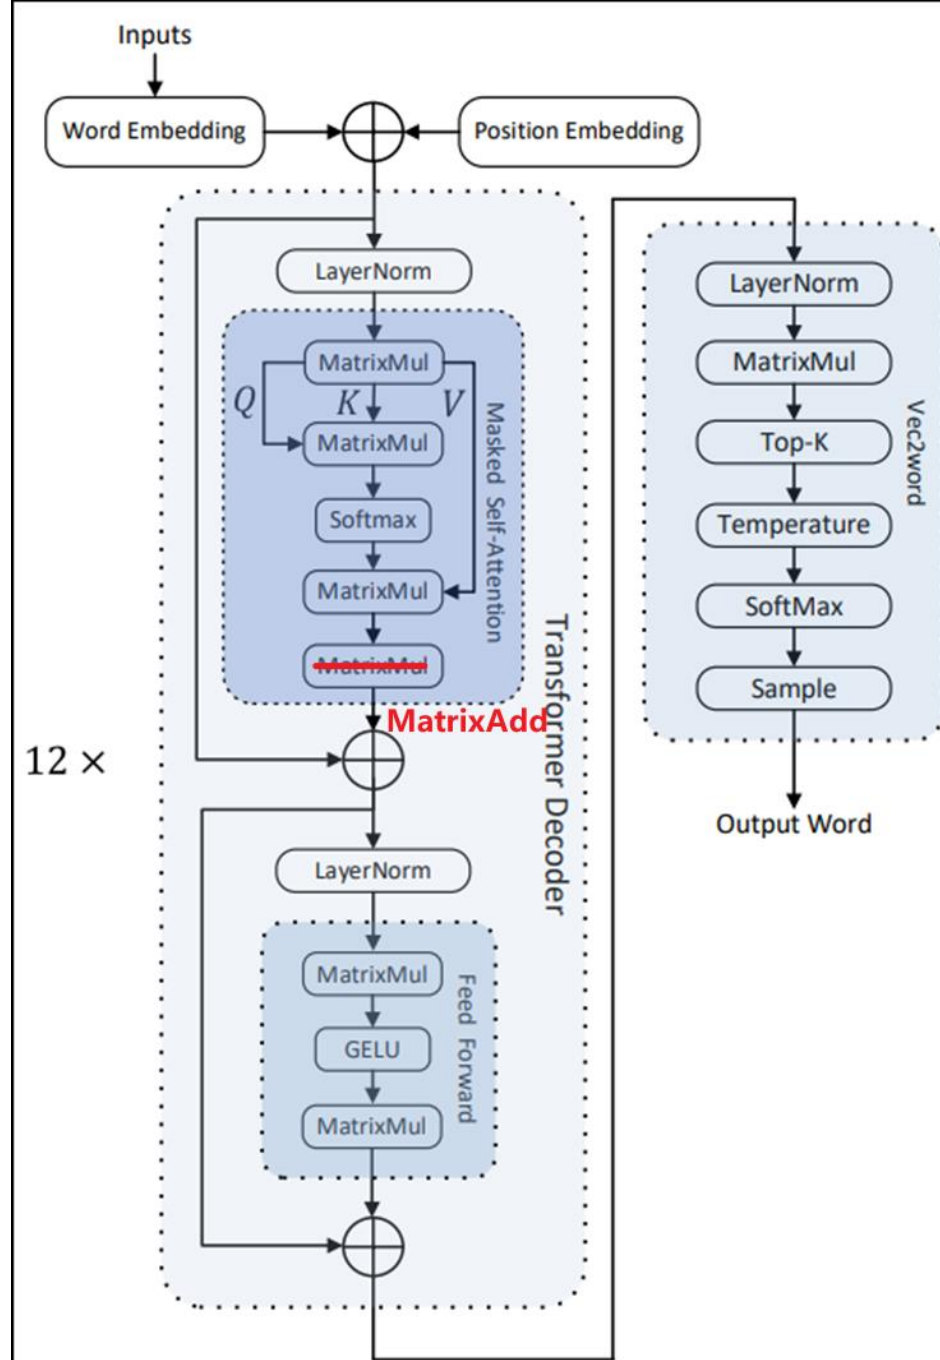 Inputs
Word Embedding
Position Embedding
LayerNorm
MatrixMul
Q
K
V
MatrixMul
Softmax
MatrixMul
MatrixMul
MatrixAdd
Masked Self-Attention
12 ×
LayerNorm
MatrixMul
GELU
MatrixMul
Feed Forward
Transformer Decoder
LayerNorm
MatrixMul
Top-K
Temperature
SoftMax
Sample
Vec2word
Output Word